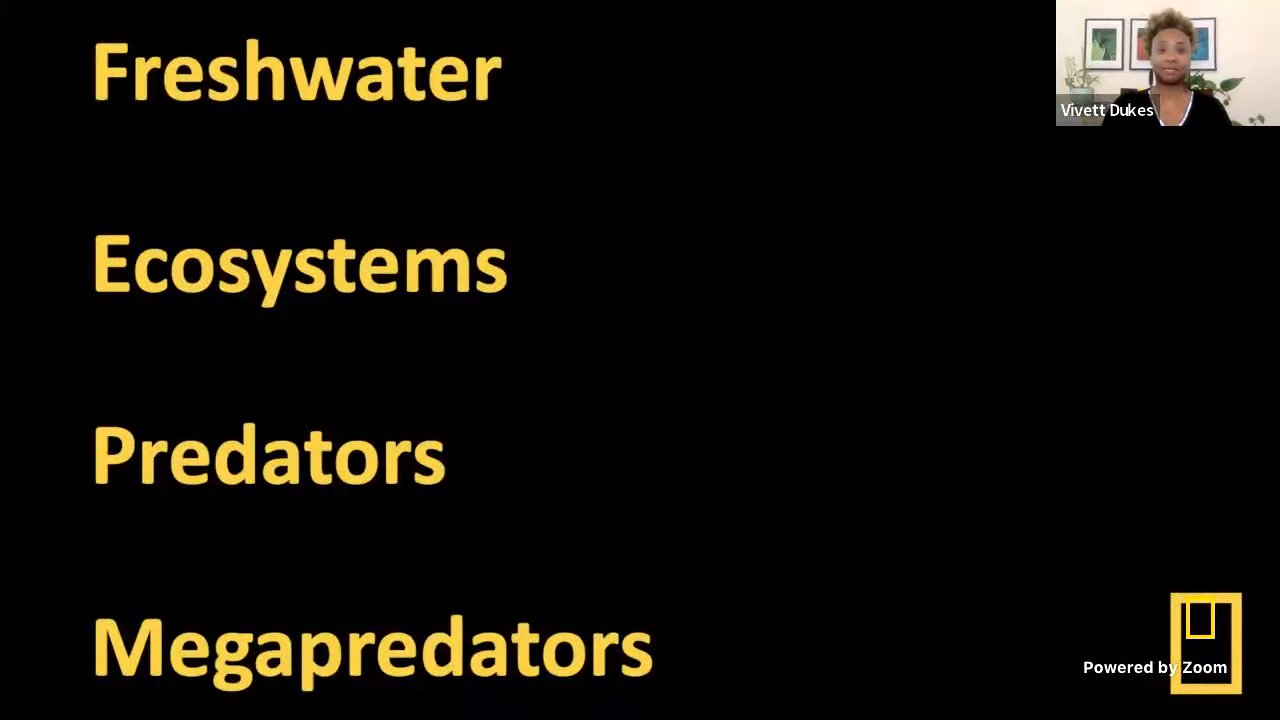 Freshwater
Vivett Dukes
Ecosystems
Predators
Megapredators
Powered by Zoom